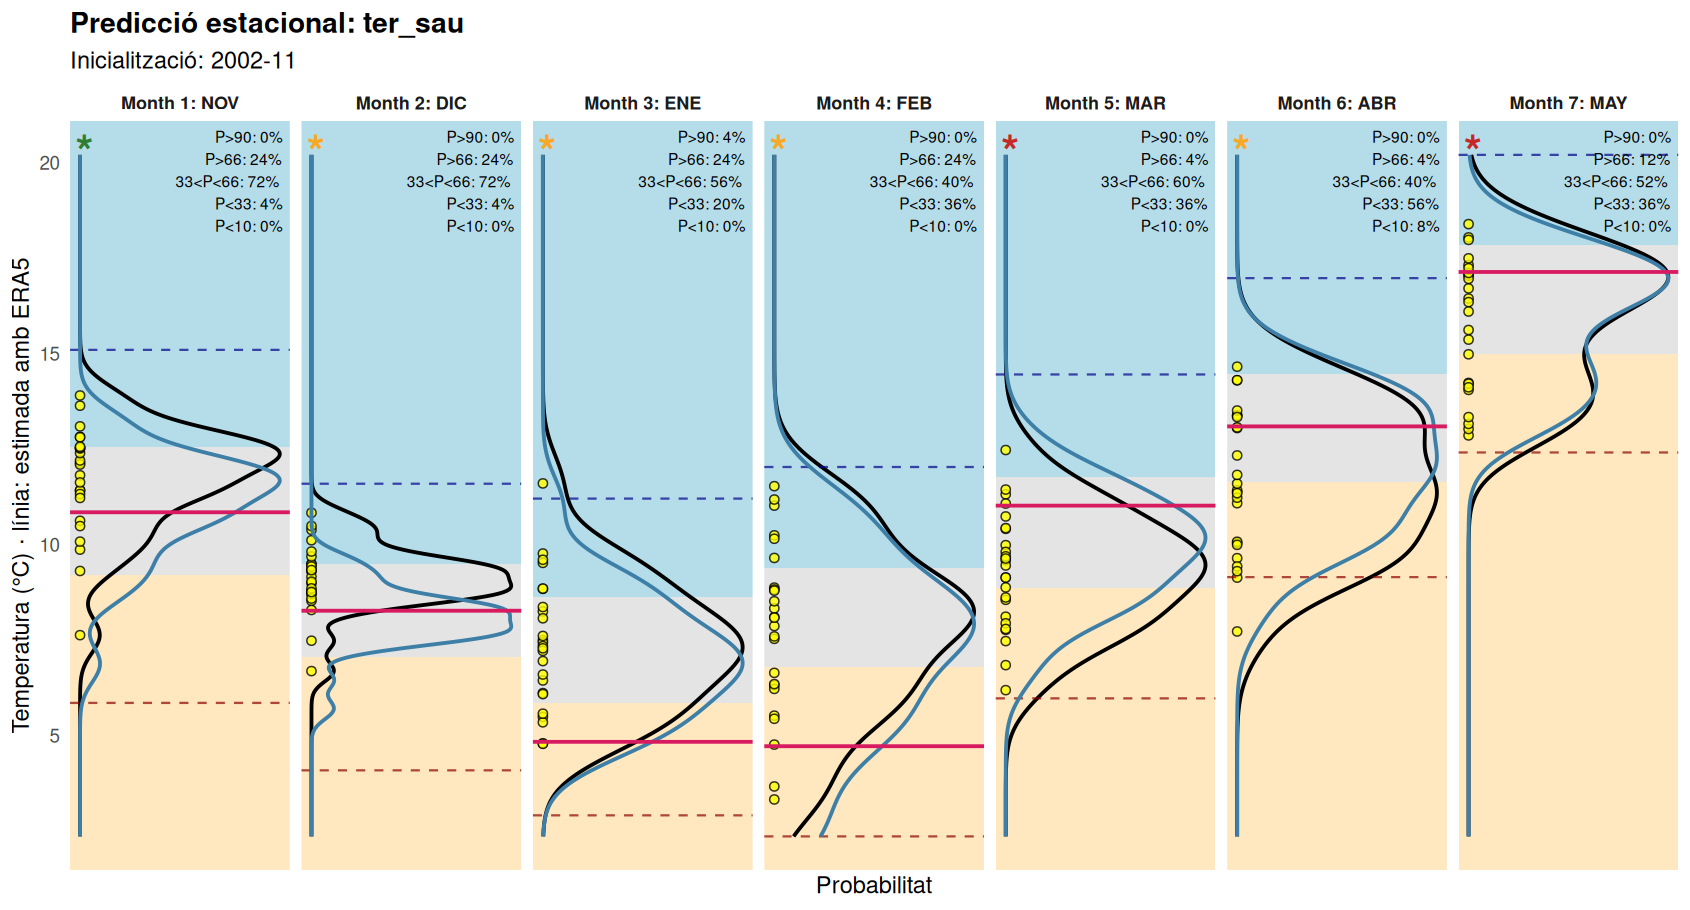 Predicció estacional: ter_sau
Inicialització: 2002-11
Month 1: NOV
Month 2: DIC
Month 3: ENE
Month 4: FEB
Month 5: MAR
Month 6: ABR
Month 7: MAY
*
P>90: 0%
P>66: 24%
33<P<66: 72%
P<33: 4%
P<10: 0%
*
P>90: 0%
P>66: 24%
33<P<66: 72%
P<33: 4%
P<10: 0%
*
P>90: 4%
P>66: 24%
33<P<66: 56%
P<33: 20%
P<10: 0%
*
P>90: 0%
P>66: 24%
33<P<66: 40%
P<33: 36%
P<10: 0%
*
P>90: 0%
P>66: 4%
33<P<66: 60%
P<33: 36%
P<10: 0%
*
P>90: 0%
P>66: 4%
33<P<66: 40%
P<33: 56%
P<10: 8%
*
P>90: 0%
P>66: 12%
33<P<66: 52%
P<33: 36%
P<10: 0%
20
15
10
5
Temperatura (°C) · línia: estimada amb ERA5
Probabilitat